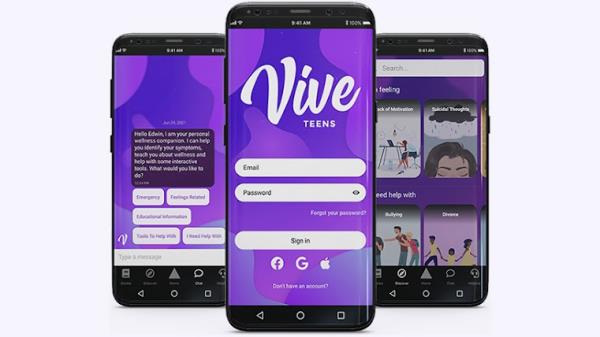 9:41 AM
100%
Jun 24, 2021
Hello Edwin, I am your personal
wellness companion. I can help
you identify your symptoms,
teach you about wellness and
help with some interactive
tools. What would you like to
do?
Emergency
Feelings Related
Educational Information
Tools To Help With
I Need Help With
Type a message
Discover
Chat
9:41 AM
100%
Vive
TEENS
Email
Password
Forgot your password?
Sign in
Don't have an account?
9:41 AM
100%
Search...
feeling
ack of Motivation
Suicidal Thoughts
eed help with
Bullying
Divorce
Discover
Chat